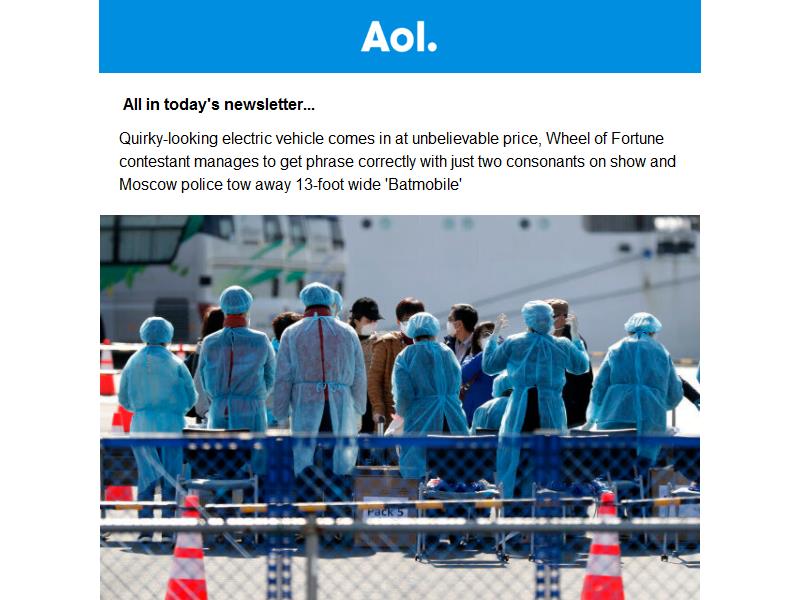 Aol.
All in today's newsletter...
Quirky-looking electric vehicle comes in at unbelievable price, Wheel of Fortune
contestant manages to get phrase correctly with just two consonants on show and
Moscow police tow away 13-foot wide 'Batmobile'
Pack 5